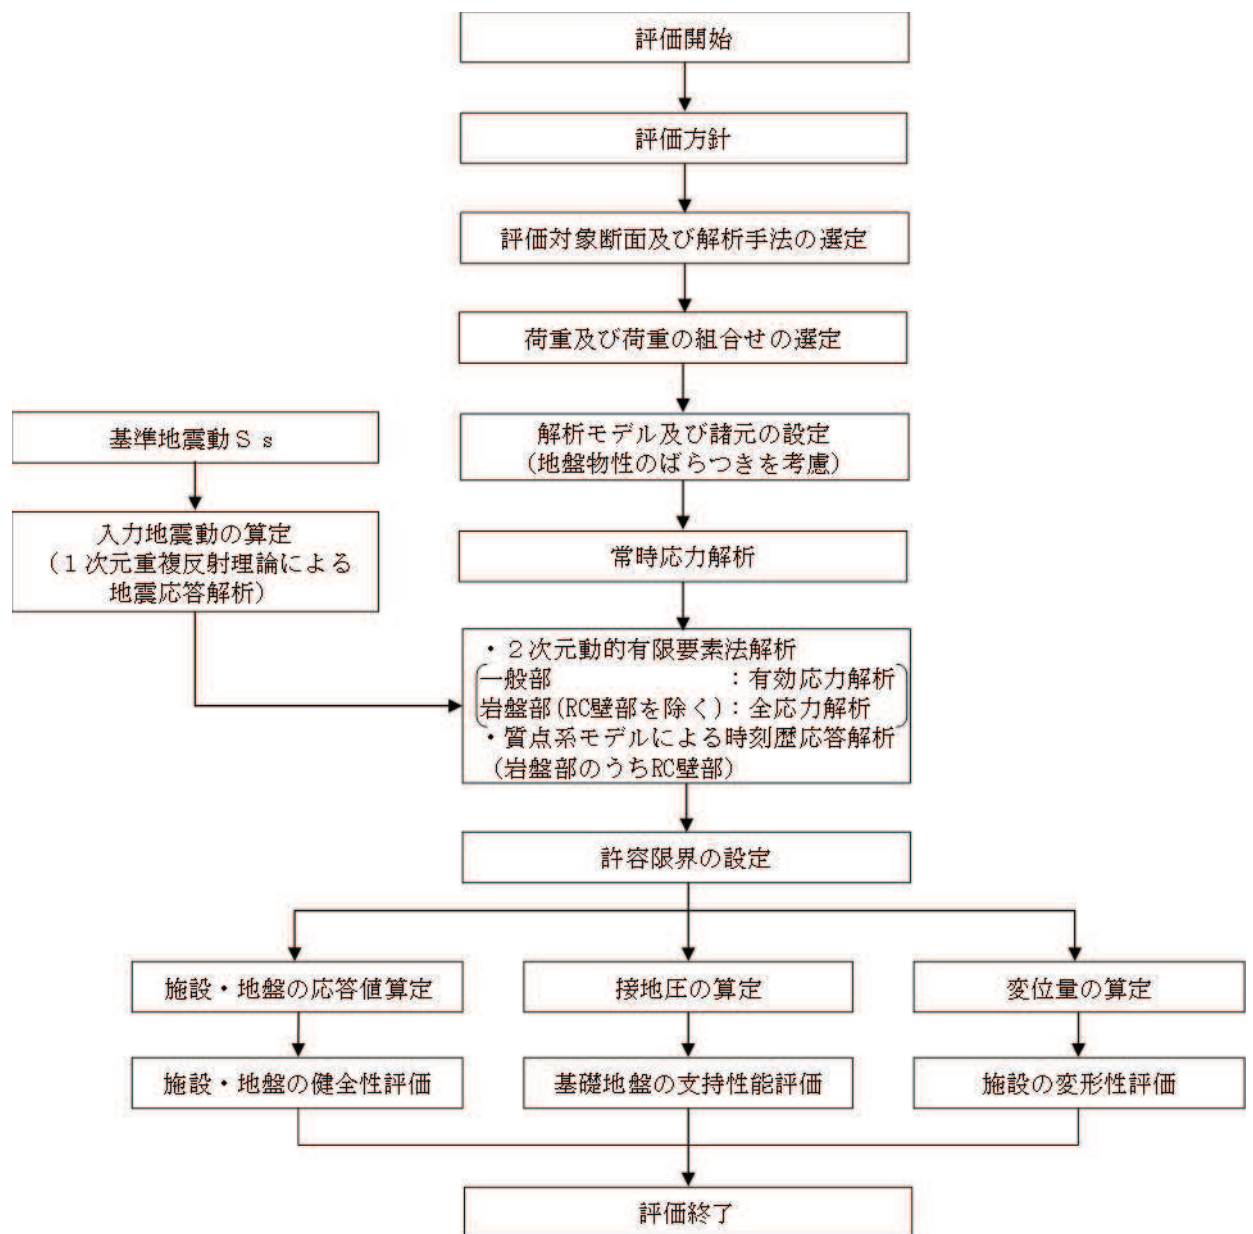 評価開始
評価方針
評価対象断面及び解析手法の選定
荷重及び荷重の組合せの選定
解析モデル及び諸元の設定
(地盤物性のばらつきを考慮)
基準地震動Ｓｓ
入力地震動の算定
(１次元重複反射理論による
地震応答解析)
常時応力解析
・２次元動的有限要素法解析
一般部　　　　　　　：有効応力解析
岩盤部(RC壁部を除く)：全応力解析
・質点系モデルによる時刻歴応答解析
(岩盤部のうちRC壁部)
許容限界の設定
施設・地盤の応答値算定
接地圧の算定
変位量の算定
施設・地盤の健全性評価
基礎地盤の支持性能評価
施設の変形性評価
評価終了